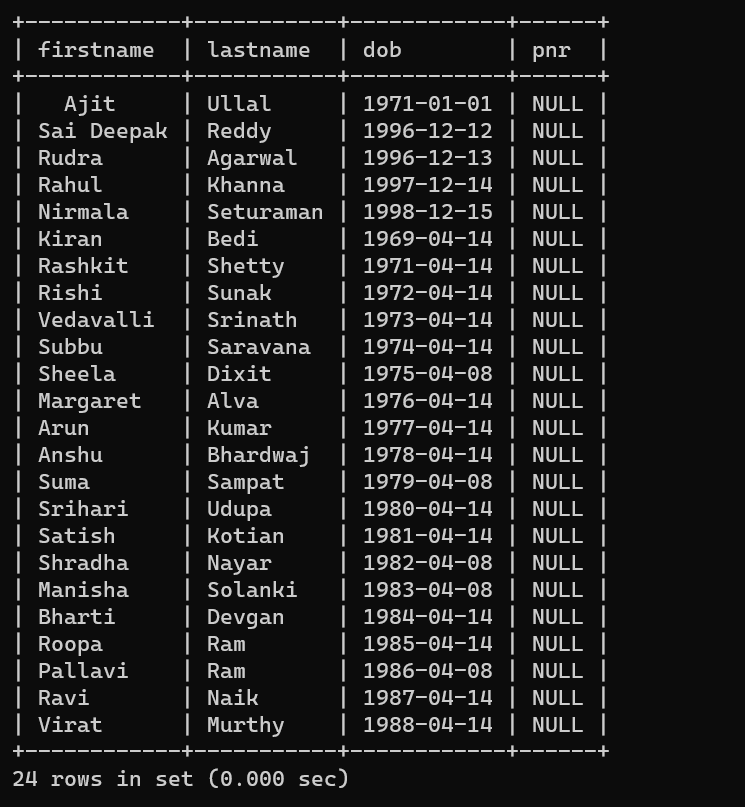 +------------+-----------+------------+------+
| firstname  | lastname  | dob        | pnr  |
+------------+-----------+------------+------+
|   Ajit     | Ullal     | 1971-01-01 | NULL |
| Sai Deepak | Reddy     | 1996-12-12 | NULL |
| Rudra      | Agarwal   | 1996-12-13 | NULL |
| Rahul      | Khanna    | 1997-12-14 | NULL |
| Nirmala    | Seturaman | 1998-12-15 | NULL |
| Kiran      | Bedi      | 1969-04-14 | NULL |
| Rashkit    | Shetty    | 1971-04-14 | NULL |
| Rishi      | Sunak     | 1972-04-14 | NULL |
| Vedavalli  | Srinath   | 1973-04-14 | NULL |
| Subbu      | Saravana  | 1974-04-14 | NULL |
| Sheela     | Dixit     | 1975-04-08 | NULL |
| Margaret   | Alva      | 1976-04-14 | NULL |
| Arun       | Kumar     | 1977-04-14 | NULL |
| Anshu      | Bhardwaj  | 1978-04-14 | NULL |
| Suma       | Sampat    | 1979-04-08 | NULL |
| Srihari    | Udupa     | 1980-04-14 | NULL |
| Satish     | Kotian    | 1981-04-14 | NULL |
| Shradha    | Nayar     | 1982-04-08 | NULL |
| Manisha    | Solanki   | 1983-04-08 | NULL |
| Bharti     | Devgan    | 1984-04-14 | NULL |
| Roopa      | Ram       | 1985-04-14 | NULL |
| Pallavi    | Ram       | 1986-04-08 | NULL |
| Ravi       | Naik      | 1987-04-14 | NULL |
| Virat      | Murthy    | 1988-04-14 | NULL |
+------------+-----------+------------+------+
24 rows in set (0.000 sec)